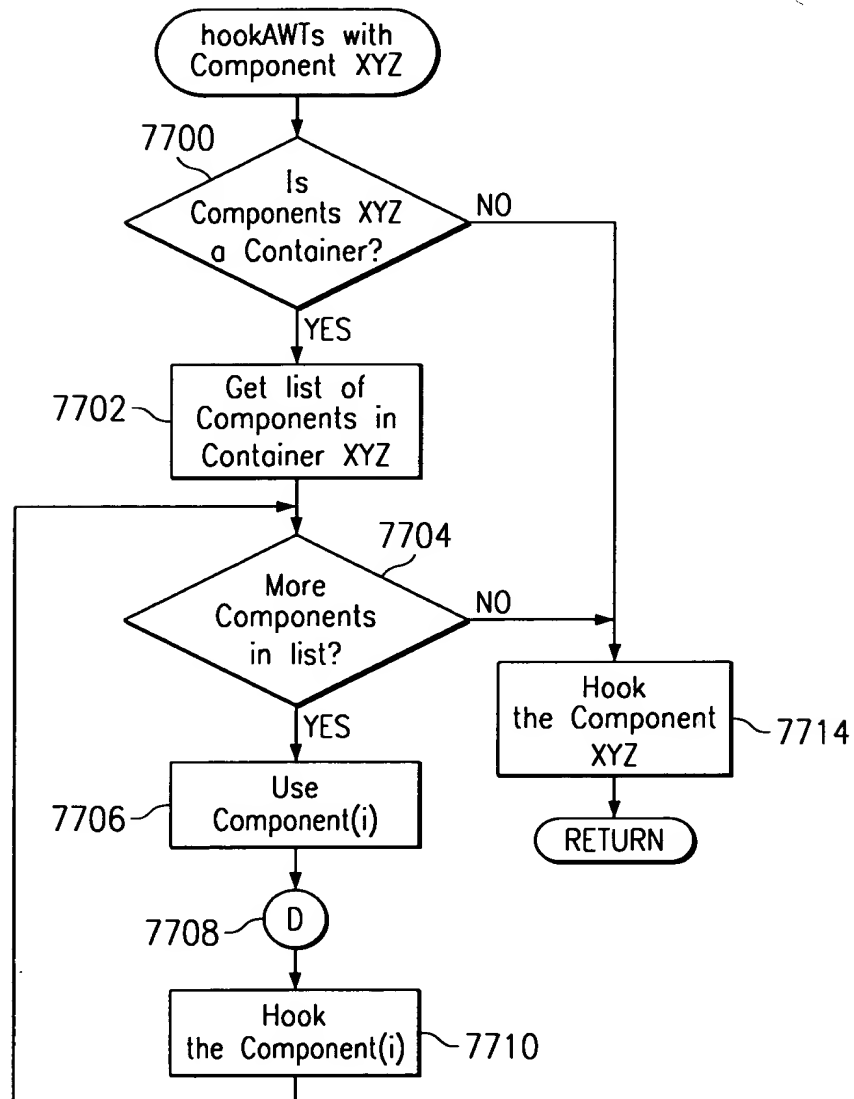 hookAWTs with
Component XYZ
7700
Is
Components XYZ
a Container?
NO
YES
7702
Get list of
Components in
Container XYZ
7704
More
Components
in list?
NO
YES
Hook
the Component
XYZ
7714
7706
Use
Component(i)
RETURN
7708
D
Hook
the Component(i)
7710